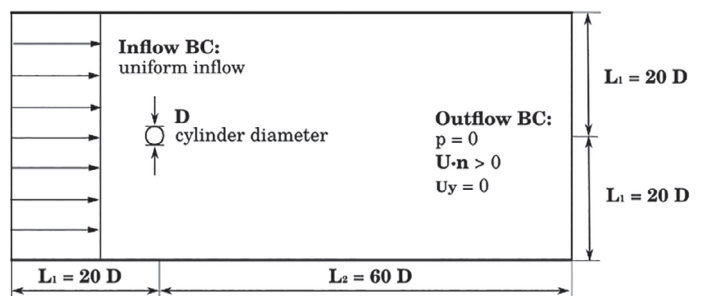 Inflow BC:
uniform inflow
D
cylinder diameter
Outflow BC:
p = 0
U·n > 0
Uy = 0
L₁ = 20 D
L₁ = 20 D
L₁ = 20 D
L₂ = 60 D